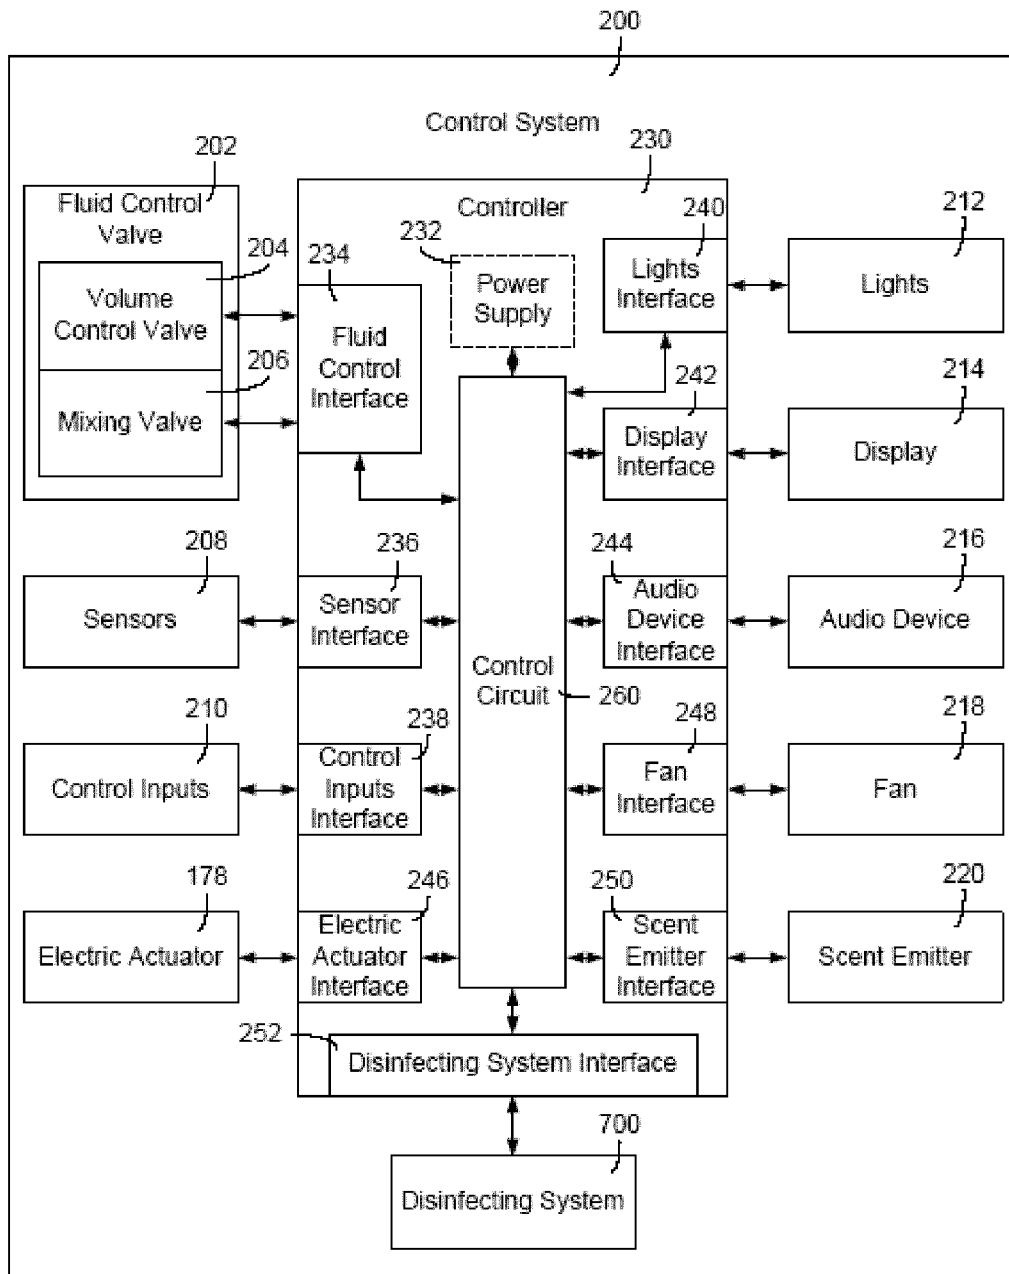 200
Control System
202
230
Fluid Control
Valve
204
Volume
Control Valve
206
Mixing Valve
Controller
234
Fluid
Control
Interface
232
Power
Supply
240
Lights
Interface
212
Lights
242
Display
Interface
214
Display
208
Sensors
236
Sensor
Interface
244
Audio
Device
Interface
216
Audio Device
Control
Circuit
260
210
Control Inputs
238
Control
Inputs
Interface
248
Fan
Interface
218
Fan
178
Electric Actuator
246
Electric
Actuator
Interface
250
Scent
Emitter
Interface
220
Scent Emitter
252
Disinfecting System Interface
700
Disinfecting System